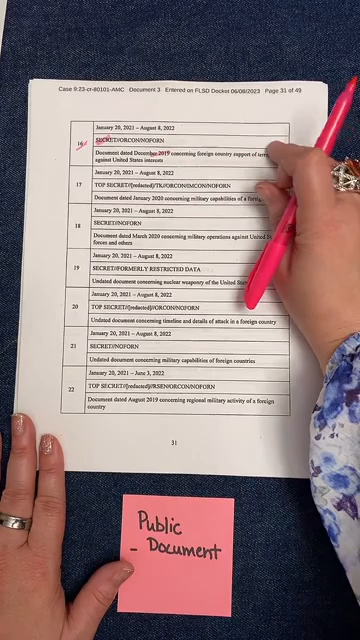 Case 9:23-cr-80101-AMC Document 3 Entered on FLSD Docket 06/08/2023 Page 31 of 49
January 20, 2021 – August 8, 2022
16
SECRET//ORCON/NOFORN
Document dated December 2019 concerning foreign country support of
against United States interests
January 20, 2021 – August 8, 2022
17
TOP SECRET//[redacted]//TK//ORCON/IMCON/NOFORN
Document dated January 2020 concerning military capabilities of a
January 20, 2021 – August 8, 2022
18
SECRET//NOFORN
Document dated March 2020 concerning military operations against United
forces and others
January 20, 2021 – August 8, 2022
19
SECRET//FORMERLY RESTRICTED DATA
Undated document concerning nuclear weaponry of the United
January 20, 2021 – August 8, 2022
20
TOP SECRET//[redacted]//ORCON/NOFORN
Undated document concerning timeline and details of attack in a foreign country
January 20, 2021 – August 8, 2022
21
SECRET//NOFORN
Undated document concerning military capabilities of foreign countries
January 20, 2021 – June 3, 2022
22
TOP SECRET//[redacted]//RSEN/ORCON/NOFORN
Document dated August 2019 concerning regional military activity of a foreign
country
31
Public
- Document